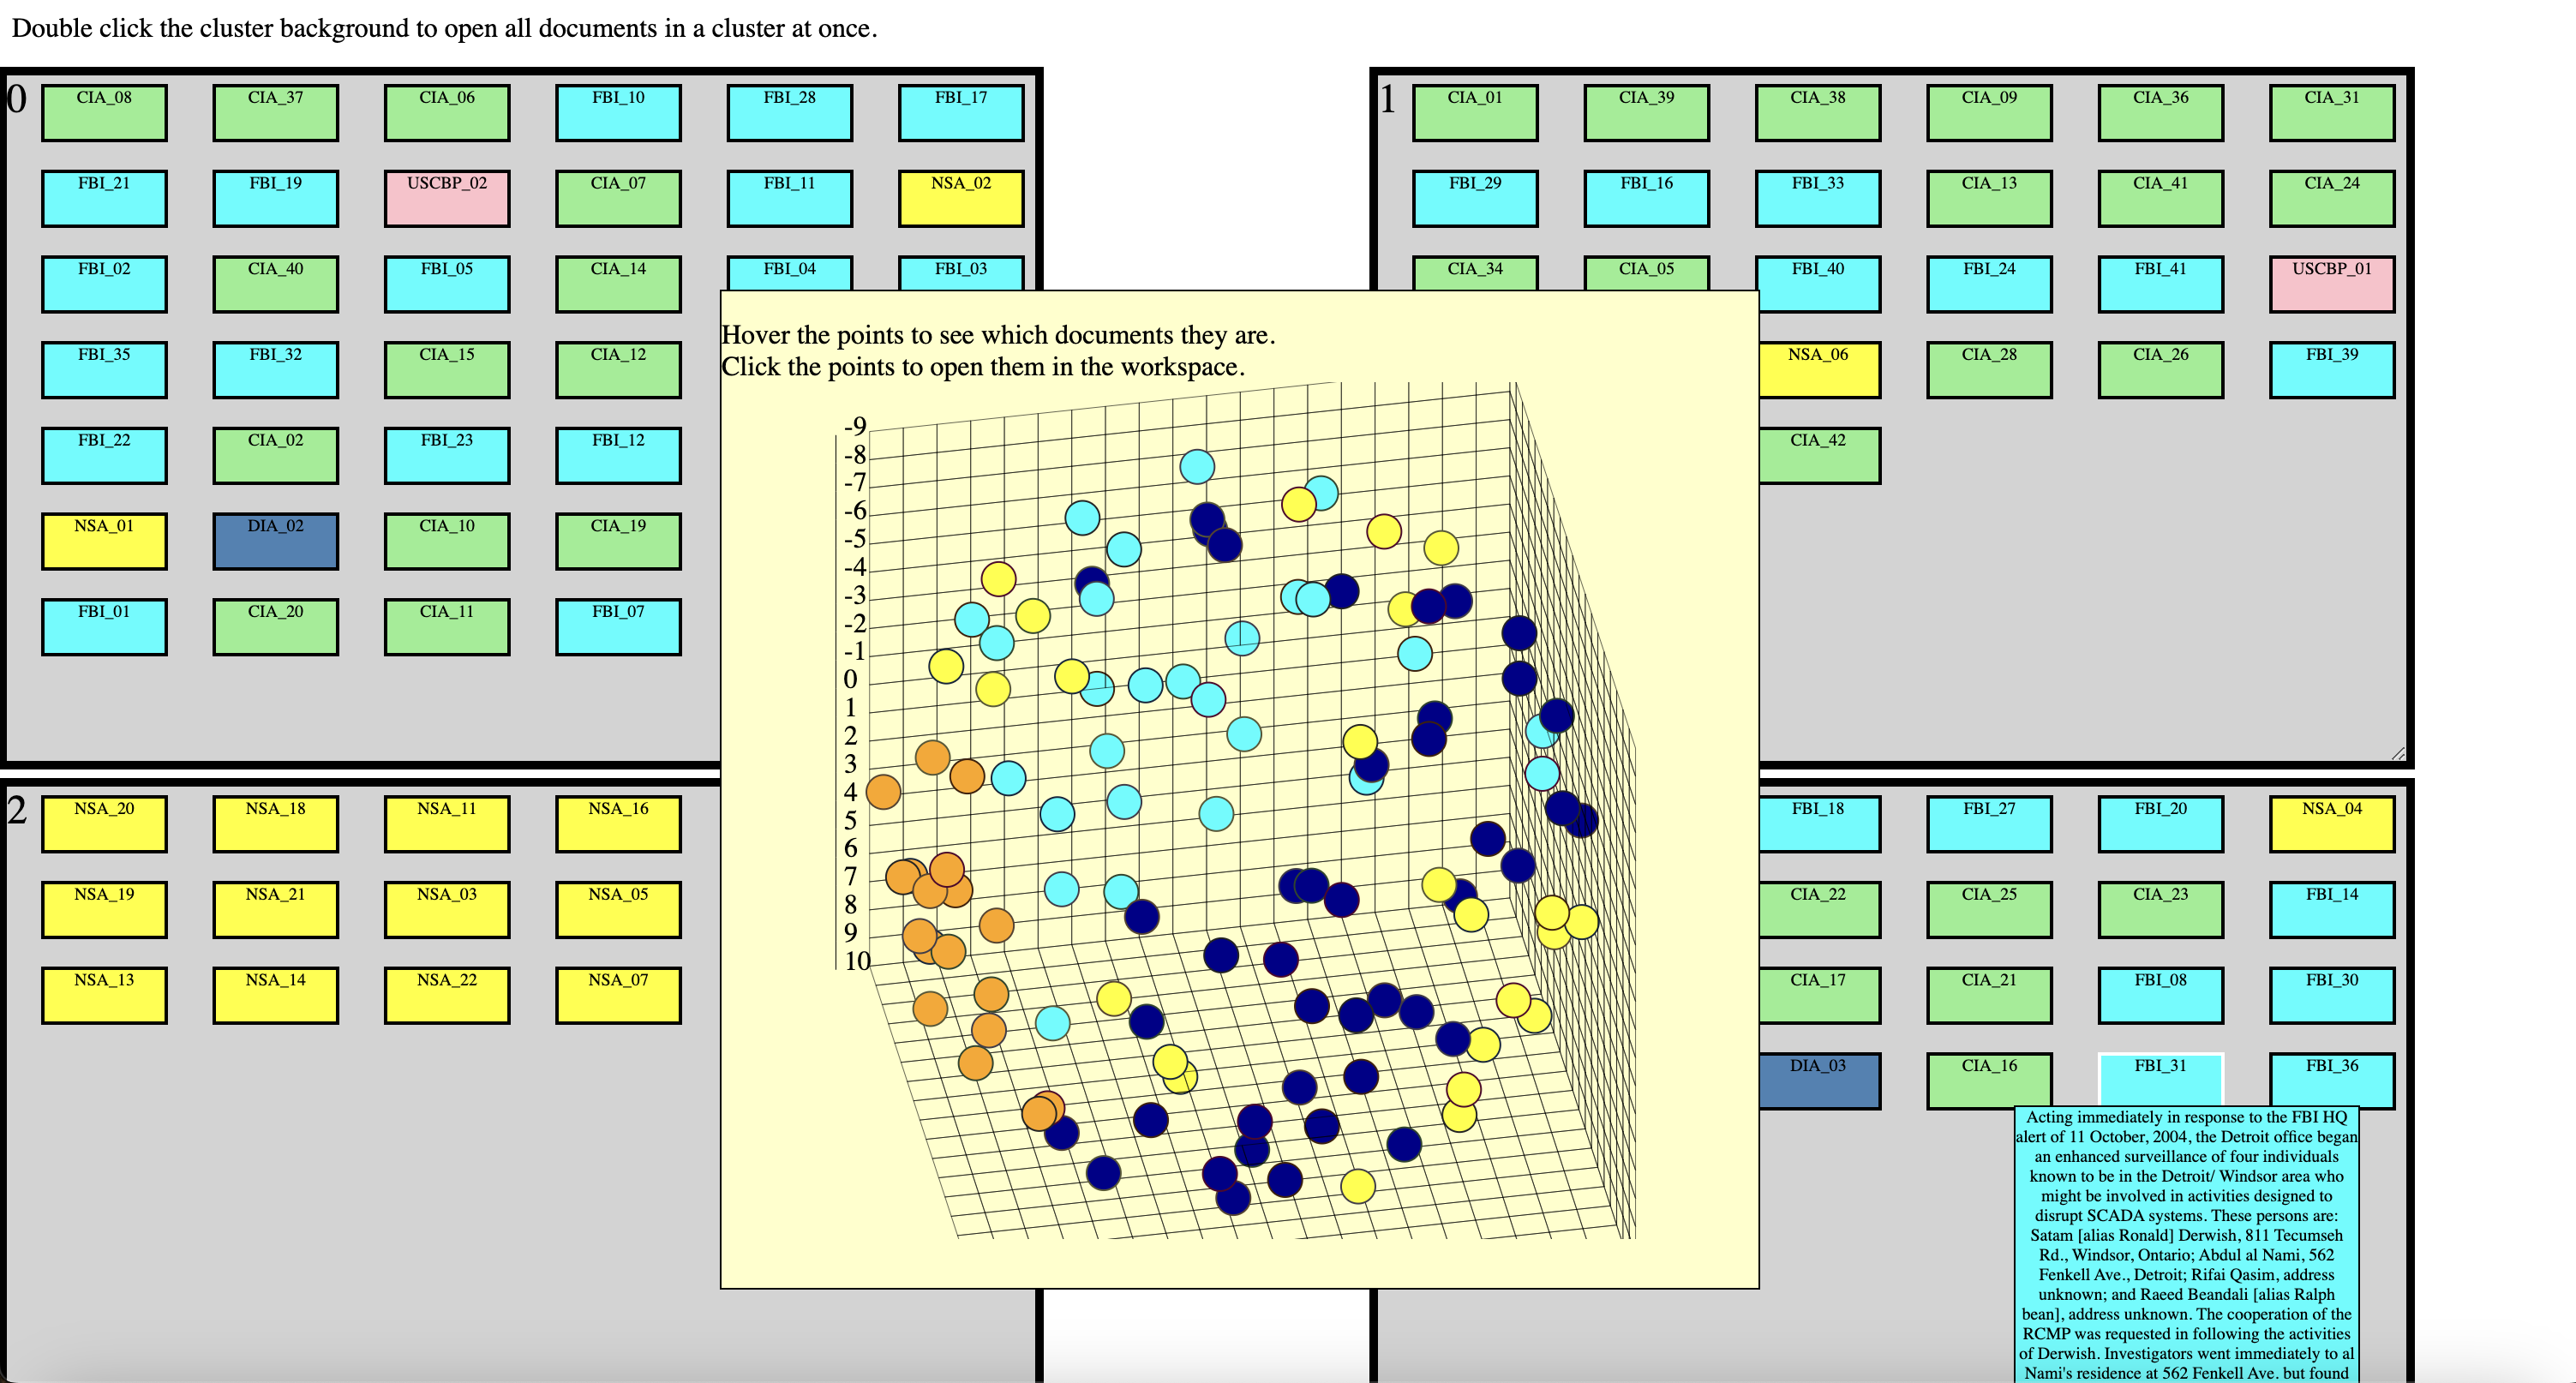 Double click the cluster background to open all documents in a cluster at once.
0
CIA_08 CIA_37 CIA_06 FBI_10 FBI_28 FBI_17
FBI_21 FBI_19 USCBP_02 CIA_07 FBI_11 NSA_02
FBI_02 CIA_40 FBI_05 CIA_14 FBI_04 FBI_03
FBI_35 FBI_32 CIA_15 CIA_12
FBI_22 CIA_02 FBI_23 FBI_12
NSA_01 DIA_02 CIA_10 CIA_19
FBI_01 CIA_20 CIA_11 FBI_07
1
CIA_01 CIA_39 CIA_38 CIA_09 CIA_36 CIA_31
FBI_29 FBI_16 FBI_33 CIA_13 CIA_41 CIA_24
CIA_34 CIA_05 FBI_40 FBI_24 FBI_41 USCBP_01
NSA_06 CIA_28 CIA_26 FBI_39
CIA_42
Hover the points to see which documents they are.
Click the points to open them in the workspace.
-9
-8
-7
-6
-5
-4
-3
-2
-1
0
1
2
3
4
5
6
7
8
9
10
2
NSA_20 NSA_18 NSA_11 NSA_16
NSA_19 NSA_21 NSA_03 NSA_05
NSA_13 NSA_14 NSA_22 NSA_07
FBI_18 FBI_27 FBI_20 NSA_04
CIA_22 CIA_25 CIA_23 FBI_14
CIA_17 CIA_21 FBI_08 FBI_30
DIA_03 CIA_16 FBI_31 FBI_36
Acting immediately in response to the FBI HQ
alert of 11 October, 2004, the Detroit office began
an enhanced surveillance of four individuals
known to be in the Detroit/ Windsor area who
might be involved in activities designed to
disrupt SCADA systems. These persons are:
Satam [alias Ronald] Derwish, 811 Tecumseh
Rd., Windsor, Ontario; Abdul al Nami, 562
Fenkell Ave., Detroit; Rifai Qasim, address
unknown; and Raeed Beandali [alias Ralph
bean], address unknown. The cooperation of the
RCMP was requested in following the activities
of Derwish. Investigators went immediately to al
Nami's residence at 562 Fenkell Ave. but found